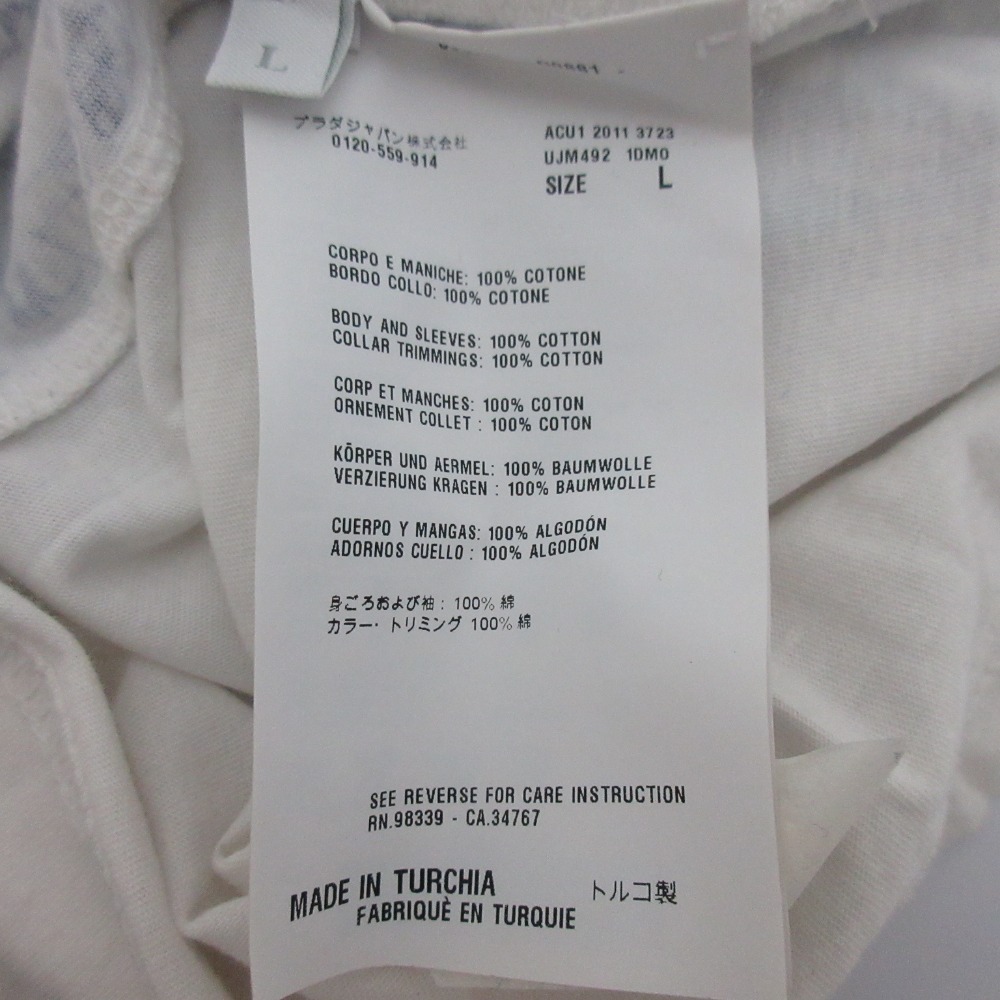 L
プラダジャパン株式会社
0120-559-914
ACU1 2011 3723
UJM492 1DM0
SIZE L
CORPO E MANICHE: 100% COTONE
BORDO COLLO: 100% COTONE
BODY AND SLEEVES: 100% COTTON
COLLAR TRIMMINGS: 100% COTTON
CORP ET MANCHES: 100% COTON
ORNEMENT COLLET : 100% COTON
KÖRPER UND AERMEL: 100% BAUMWOLLE
VERZIERUNG KRAGEN : 100% BAUMWOLLE
CUERPO Y MANGAS: 100% ALGODÓN
ADORNOS CUELLO : 100% ALGODÓN
身ごろおよび袖: 100% 綿
カラー・トリミング 100% 綿
SEE REVERSE FOR CARE INSTRUCTION
RN.98339 - CA.34767
MADE IN TURCHIA トルコ製
FABRIQUÈ EN TURQUIE